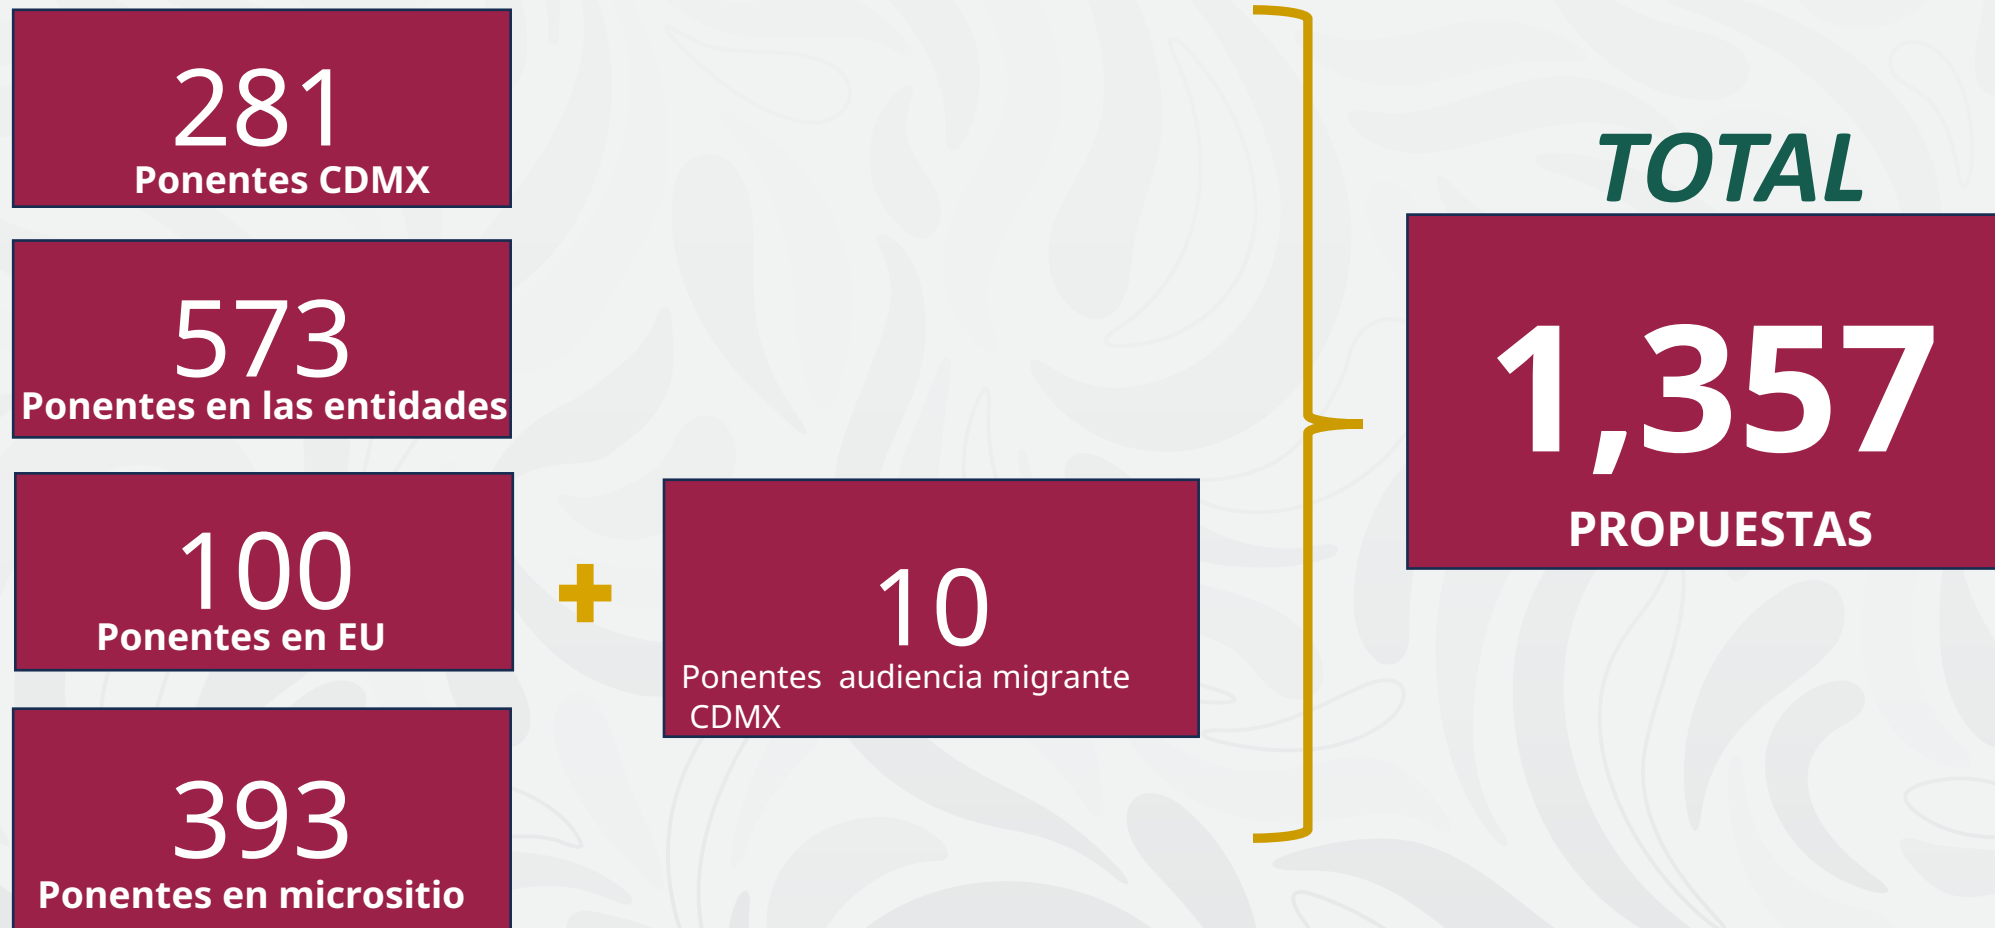 281
Ponentes CDMX
573
Ponentes en las entidades
100
Ponentes en EU
393
Ponentes en micrositio
10
Ponentes  audiencia migrante
CDMX
TOTAL
1,357
PROPUESTAS